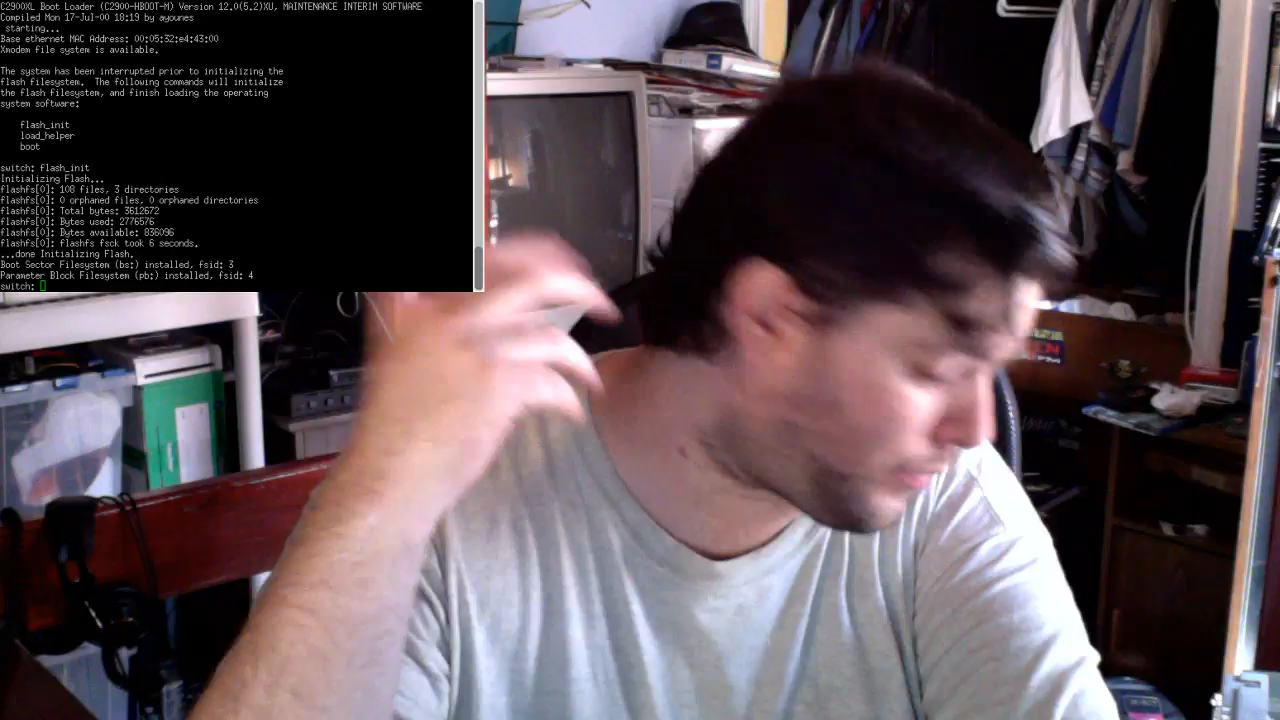 C2900XL Boot Loader (C2900-HBOOT-M) Version 12.0(5.2)XU, MAINTENANCE INTERIM SOFTWARE
Compiled Mon 17-Jul-00 18:19 by ayounes
starting...
Base ethernet MAC Address: 00:05:32:e4:43:00
Xmodem file system is available.
The system has been interrupted prior to initializing the
flash filesystem.  The following commands will initialize
the flash filesystem, and finish loading the operating
system software:
flash_init
load_helper
boot
switch: flash_init
Initializing Flash...
flashfs[0]: 108 files, 3 directories
flashfs[0]: 0 orphaned files, 0 orphaned directories
flashfs[0]: Total bytes: 3612672
flashfs[0]: Bytes used: 2776576
flashfs[0]: Bytes available: 836096
flashfs[0]: flashfs fsck took 6 seconds.
...done Initializing Flash.
Boot Sector Filesystem (bs:) installed, fsid: 3
Parameter Block Filesystem (pb:) installed, fsid: 4
switch: